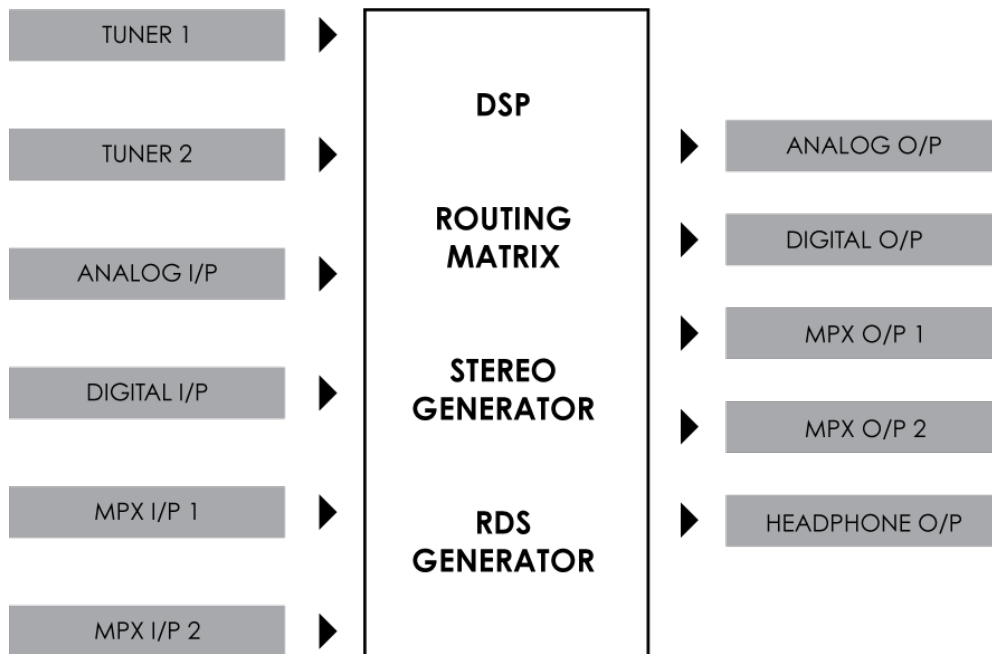 TUNER 1
TUNER 2
ANALOG I/P
DIGITAL I/P
MPX I/P 1
MPX I/P 2
DSP
ROUTING
MATRIX
STEREO
GENERATOR
RDS
GENERATOR
ANALOG O/P
DIGITAL O/P
MPX O/P 1
MPX O/P 2
HEADPHONE O/P